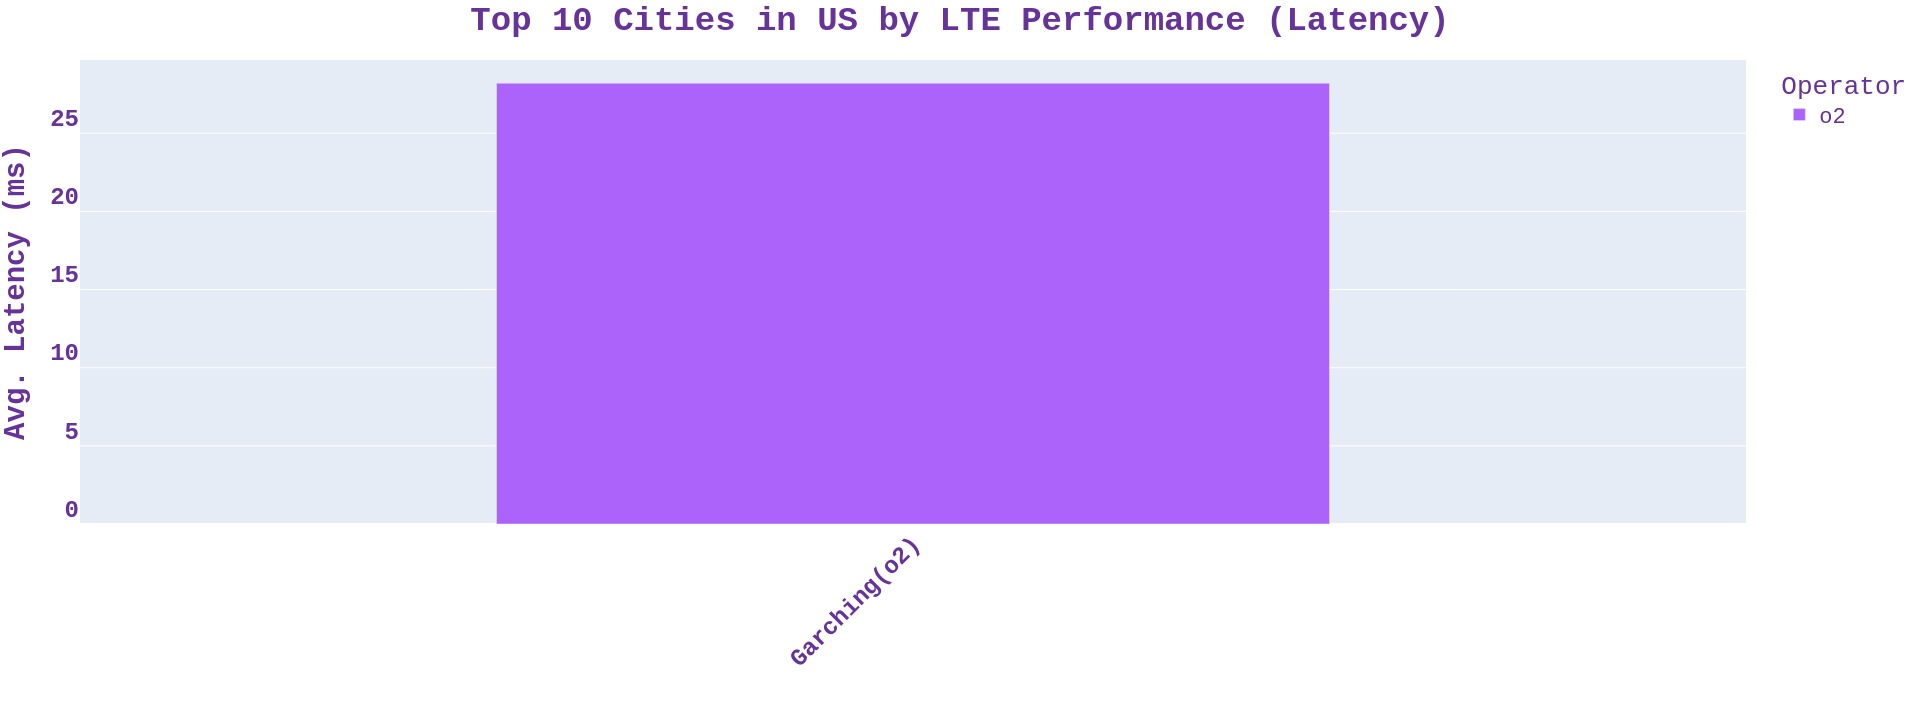 Top 10 Cities in US by LTE Performance (Latency)
Operator
o2
Avg. Latency (ms)
25
20
15
10
5
0
Garching(o2)